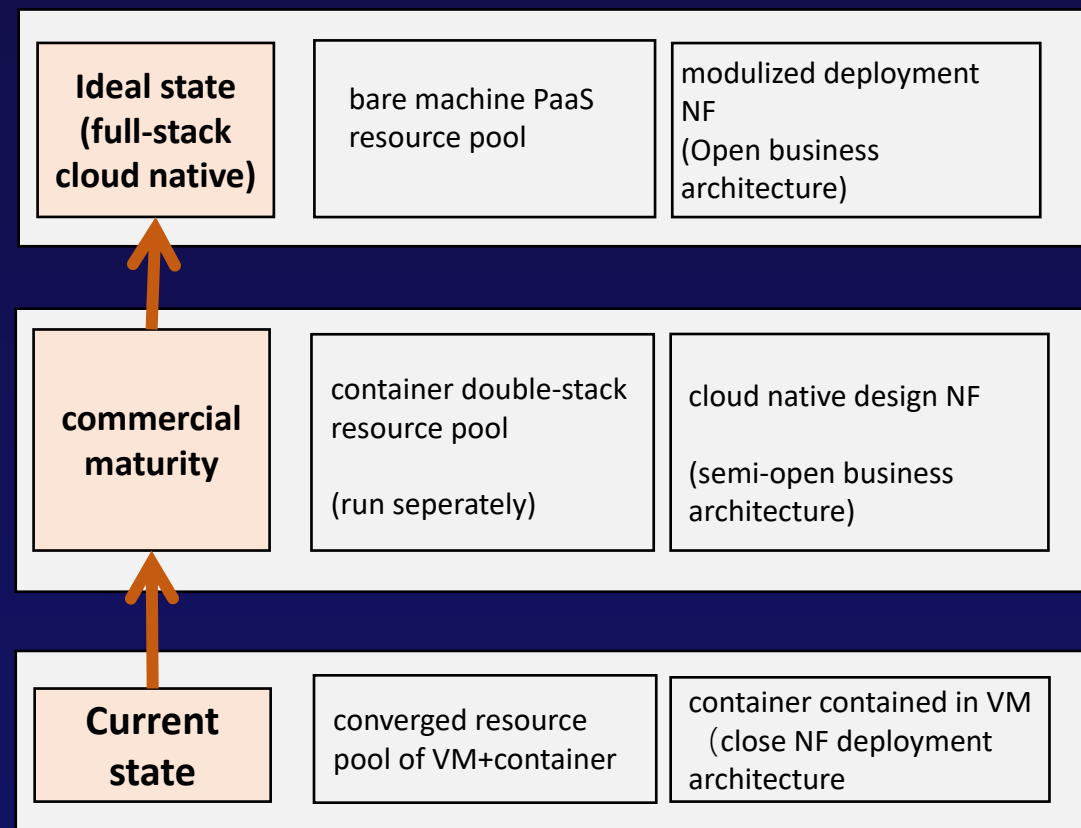 Ideal state
(full-stack
cloud native)
bare machine PaaS
resource pool
modulized deployment
NF
(Open business
architecture)
commercial
maturity
container double-stack
resource pool
(run seperately)
cloud native design NF
(semi-open business
architecture)
Current
state
converged resource
pool of VM+container
container contained in VM
（close NF deployment
architecture